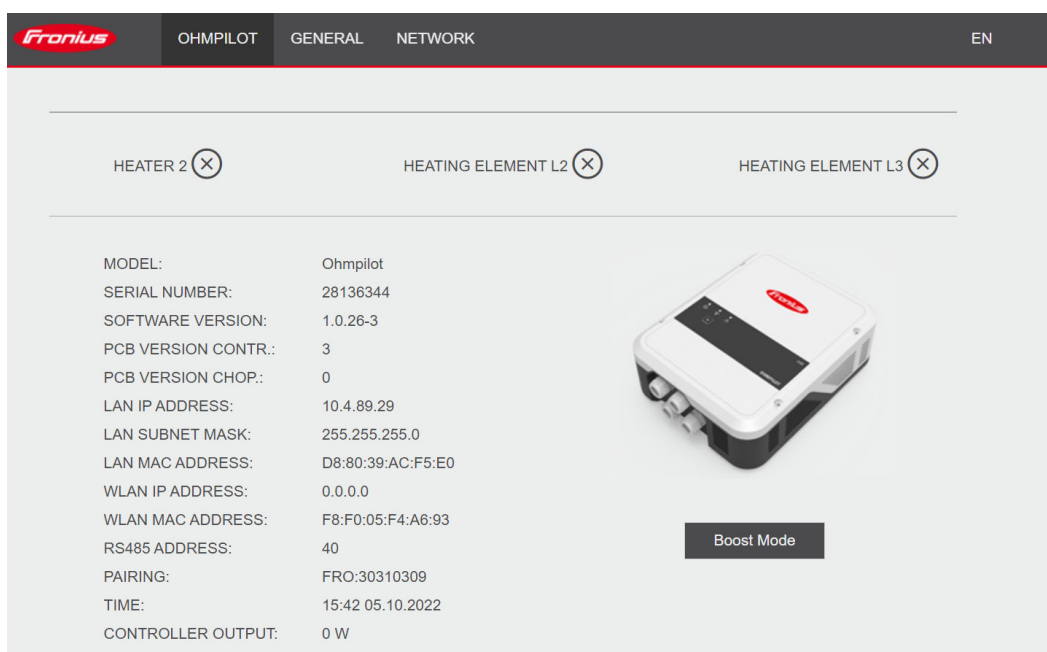 Fronius OHMPILOT GENERAL NETWORK EN
HEATER 2 HEATING ELEMENT L2 HEATING ELEMENT L3
MODEL: Ohmpilot
SERIAL NUMBER: 28136344
SOFTWARE VERSION: 1.0.26-3
PCB VERSION CONTR.: 3
PCB VERSION CHOP.: 0
LAN IP ADDRESS: 10.4.89.29
LAN SUBNET MASK: 255.255.255.0
LAN MAC ADDRESS: D8:80:39:AC:F5:E0
WLAN IP ADDRESS: 0.0.0.0
WLAN MAC ADDRESS: F8:F0:05:F4:A6:93
RS485 ADDRESS: 40
PAIRING: FRO:30310309
TIME: 15:42 05.10.2022
CONTROLLER OUTPUT: 0 W
Fronius
Boost Mode